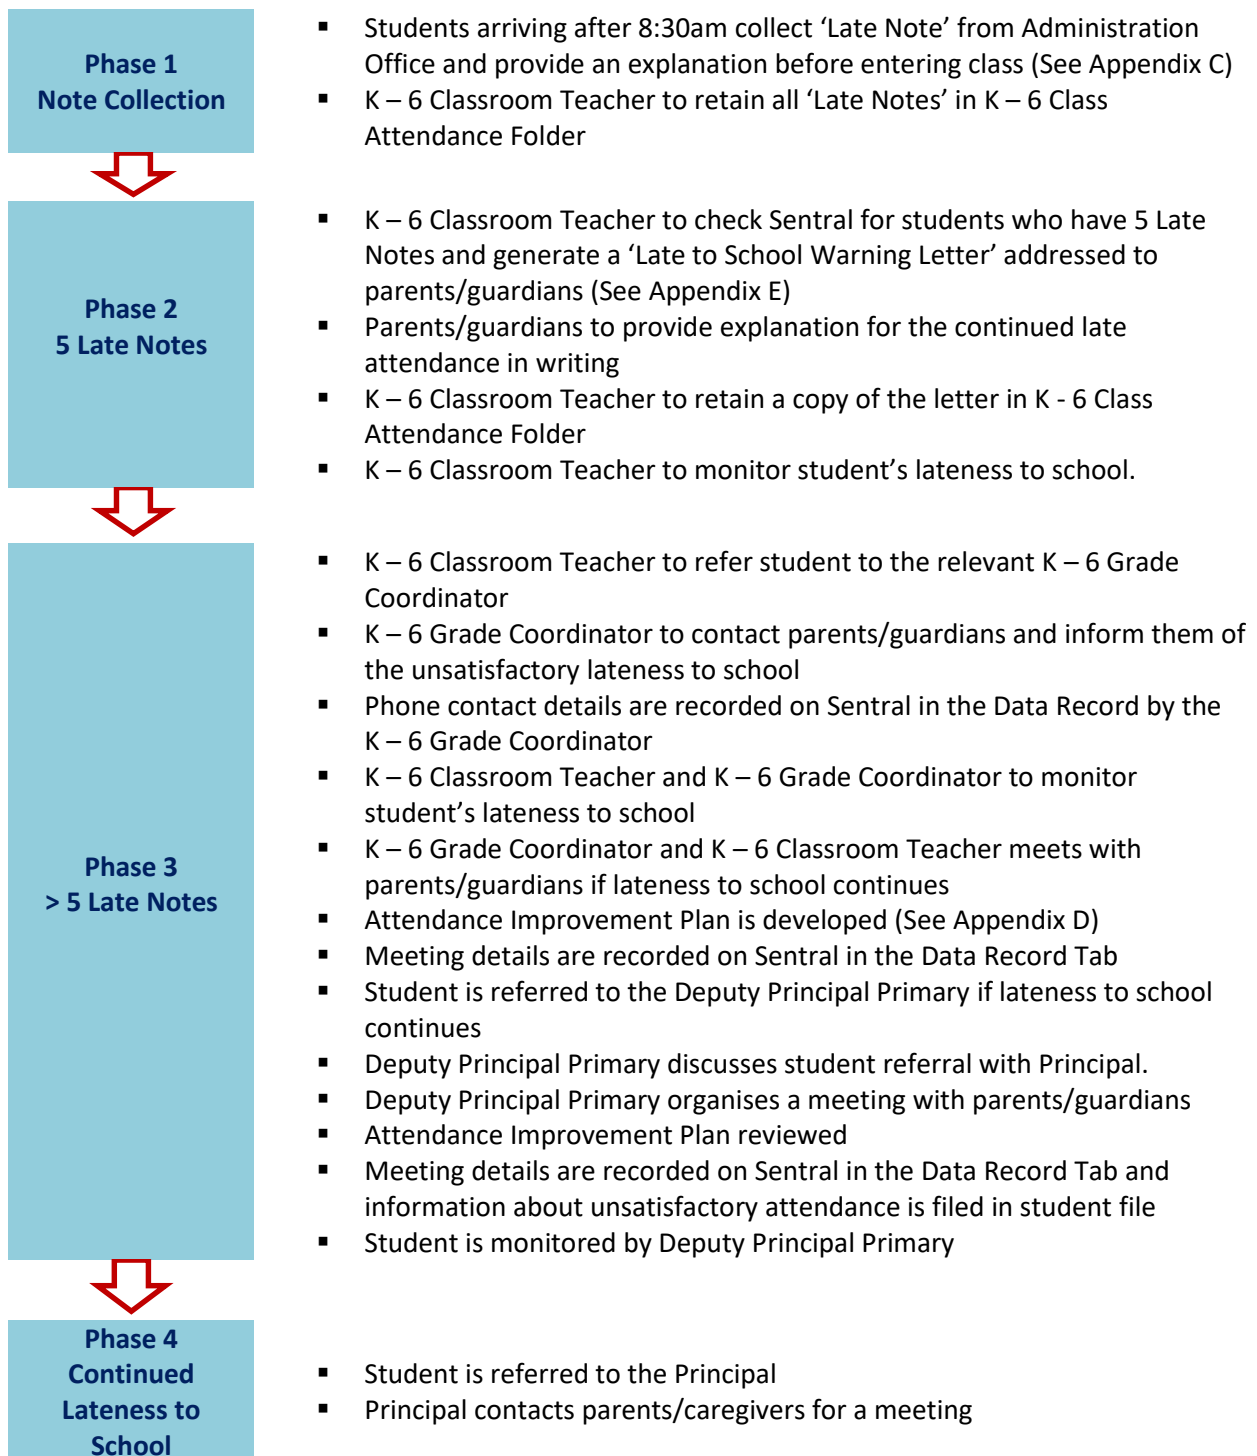 Phase 1
Note Collection
▪ Students arriving after 8:30am collect ‘Late Note’ from Administration
Office and provide an explanation before entering class (See Appendix C)
▪ K – 6 Classroom Teacher to retain all ‘Late Notes’ in K – 6 Class
Attendance Folder
Phase 2
5 Late Notes
▪ K – 6 Classroom Teacher to check Sentral for students who have 5 Late
Notes and generate a ‘Late to School Warning Letter’ addressed to
parents/guardians (See Appendix E)
▪ Parents/guardians to provide explanation for the continued late
attendance in writing
▪ K – 6 Classroom Teacher to retain a copy of the letter in K - 6 Class
Attendance Folder
▪ K – 6 Classroom Teacher to monitor student’s lateness to school.
Phase 3
> 5 Late Notes
▪ K – 6 Classroom Teacher to refer student to the relevant K – 6 Grade
Coordinator
▪ K – 6 Grade Coordinator to contact parents/guardians and inform them of
the unsatisfactory lateness to school
▪ Phone contact details are recorded on Sentral in the Data Record by the
K – 6 Grade Coordinator
▪ K – 6 Classroom Teacher and K – 6 Grade Coordinator to monitor
student’s lateness to school
▪ K – 6 Grade Coordinator and K – 6 Classroom Teacher meets with
parents/guardians if lateness to school continues
▪ Attendance Improvement Plan is developed (See Appendix D)
▪ Meeting details are recorded on Sentral in the Data Record Tab
▪ Student is referred to the Deputy Principal Primary if lateness to school
continues
▪ Deputy Principal Primary discusses student referral with Principal.
▪ Deputy Principal Primary organises a meeting with parents/guardians
▪ Attendance Improvement Plan reviewed
▪ Meeting details are recorded on Sentral in the Data Record Tab and
information about unsatisfactory attendance is filed in student file
▪ Student is monitored by Deputy Principal Primary
Phase 4
Continued
Lateness to
School
▪ Student is referred to the Principal
▪ Principal contacts parents/caregivers for a meeting